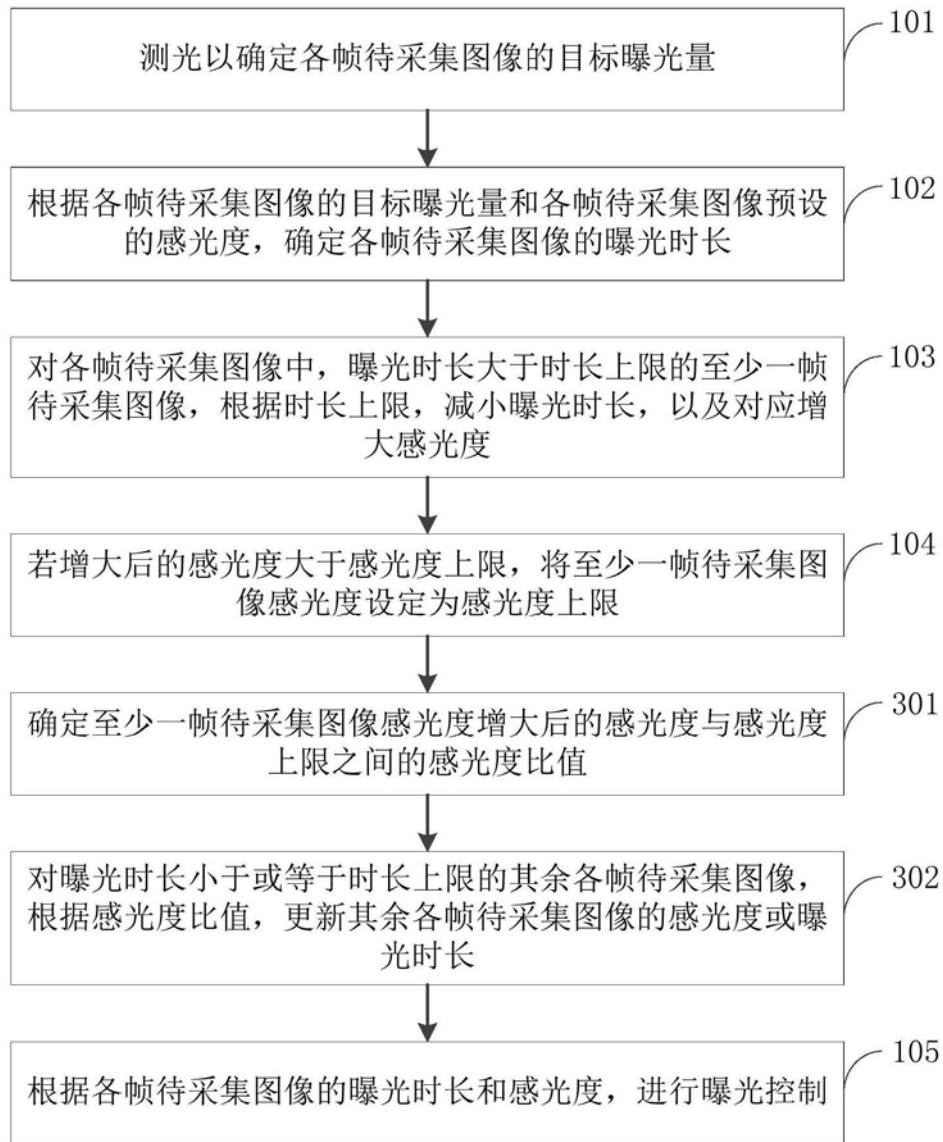 测光以确定各帧待采集图像的目标曝光量
101
根据各帧待采集图像的目标曝光量和各帧待采集图像预设
的感光度，确定各帧待采集图像的曝光时长
102
对各帧待采集图像中，曝光时长大于时长上限的至少一帧
待采集图像，根据时长上限，减小曝光时长，以及对应增
大感光度
103
若增大后的感光度大于感光度上限，将至少一帧待采集图
像感光度设定为感光度上限
104
确定至少一帧待采集图像感光度增大后的感光度与感光度
上限之间的感光度比值
301
对曝光时长小于或等于时长上限的其余各帧待采集图像，
根据感光度比值，更新其余各帧待采集图像的感光度或曝
光时长
302
根据各帧待采集图像的曝光时长和感光度，进行曝光控制
105